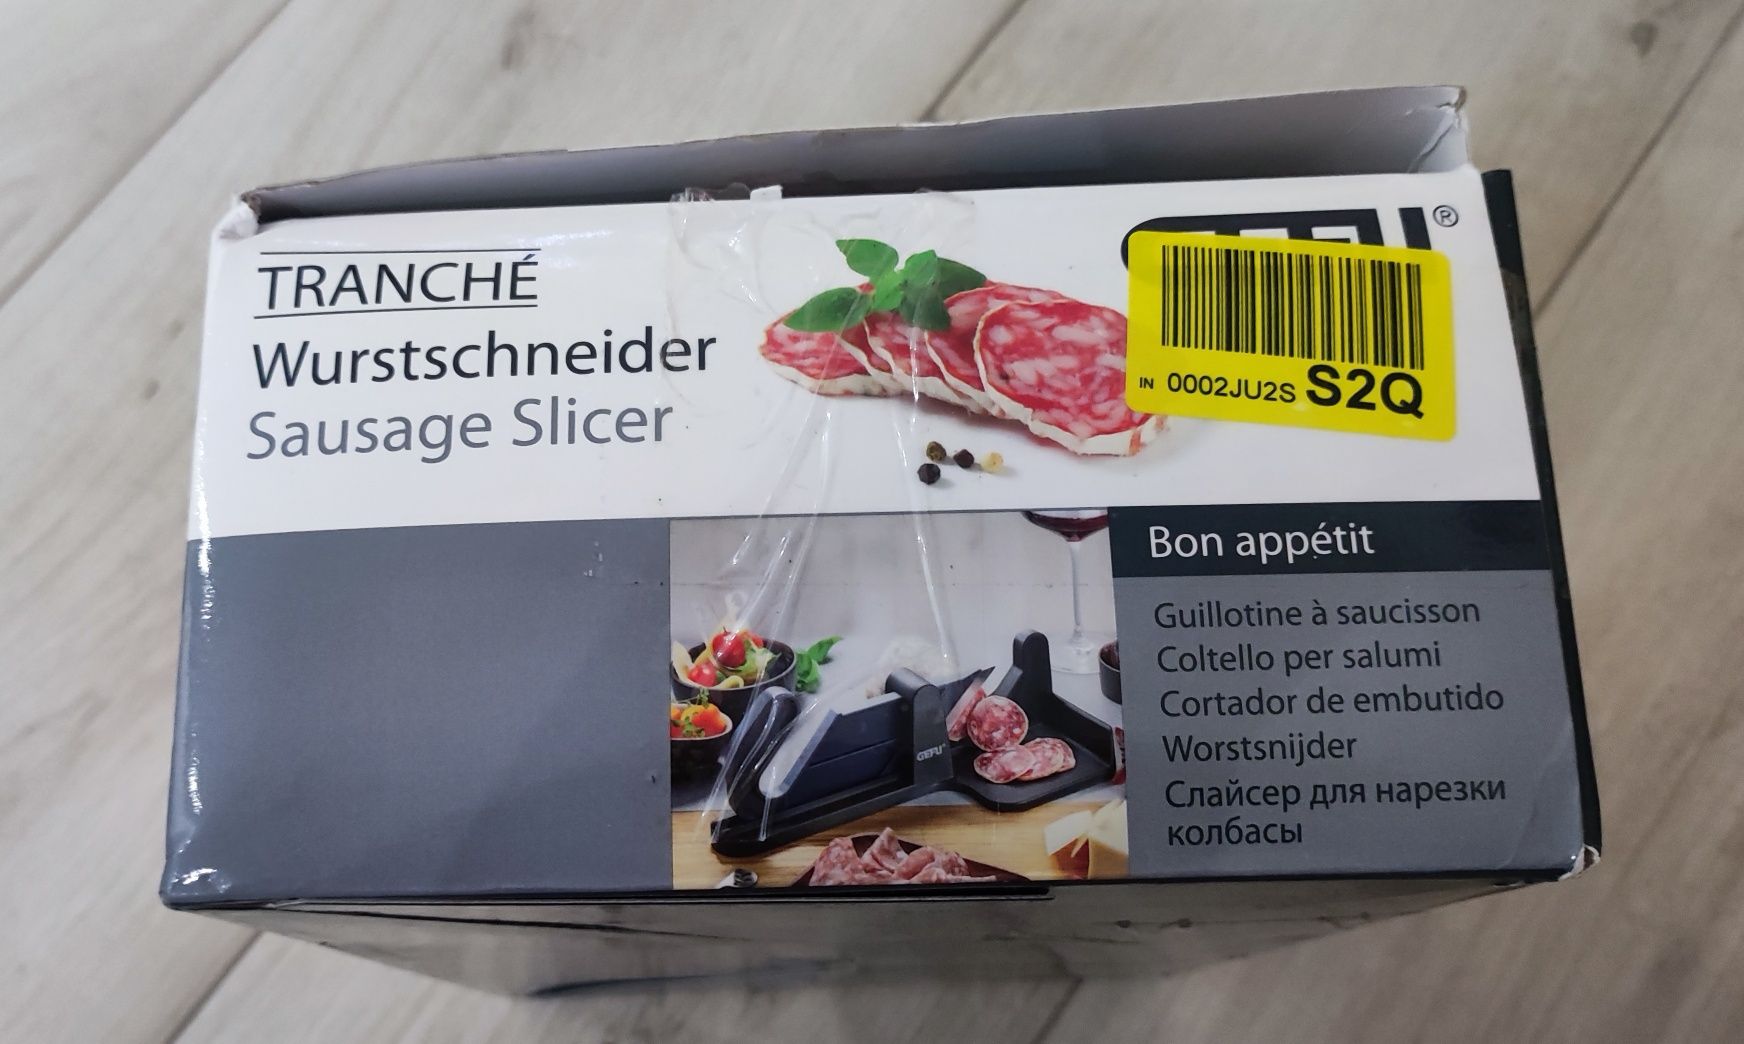 TRANCHÉ
Wurstschneider
Sausage Slicer
®
IN 0002JU2S S2Q
Bon appétit
Guillotine à saucisson
Coltello per salumi
Cortador de embutido
Worstsnijder
Слайсер для нарезки
колбасы
GEFU®